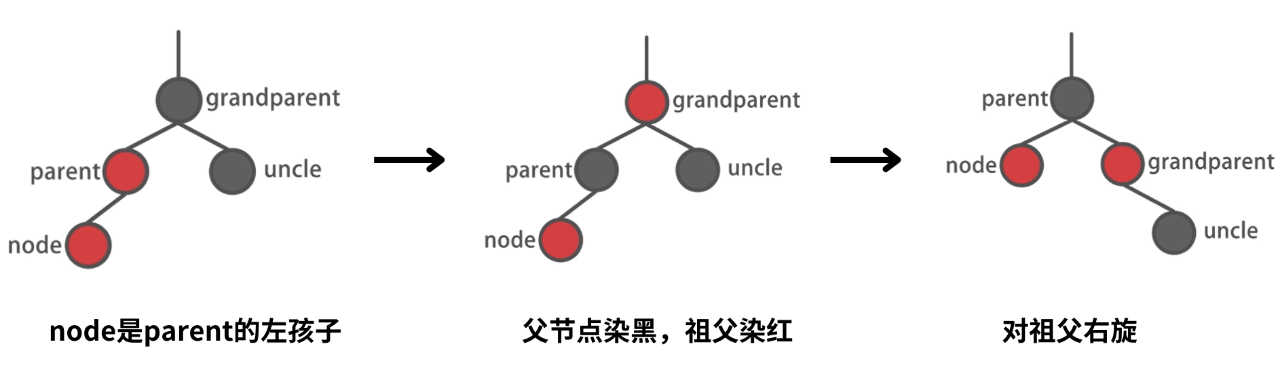 grandparent
parent
uncle
node
node是parent的左孩子
grandparent
parent
uncle
node
父节点染黑，祖父染红
parent
node
grandparent
uncle
对祖父右旋